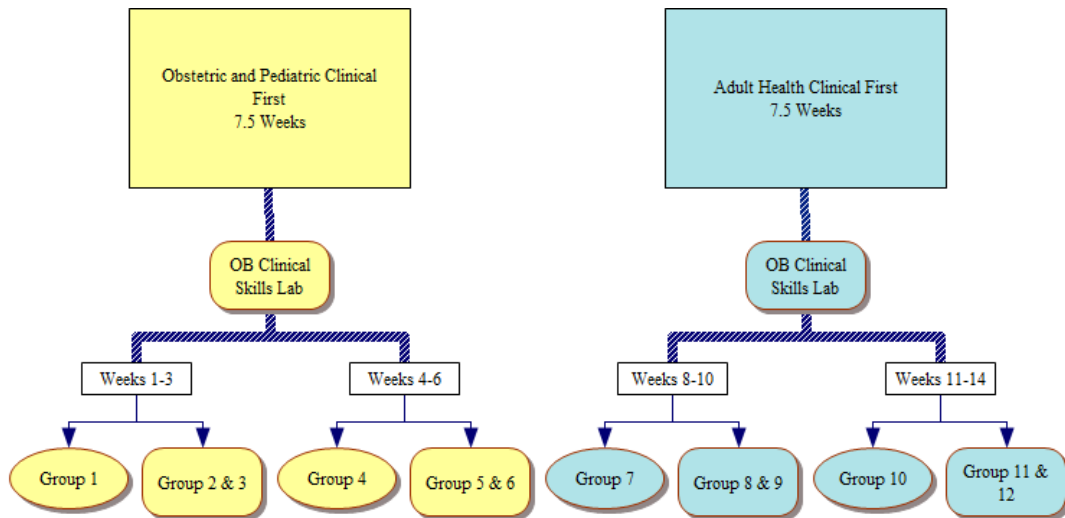 Obstetric and Pediatric Clinical
First
7.5 Weeks
Adult Health Clinical First
7.5 Weeks
OB Clinical
Skills Lab
OB Clinical
Skills Lab
Weeks 1-3
Weeks 4-6
Weeks 8-10
Weeks 11-14
Group 1
Group 2 & 3
Group 4
Group 5 & 6
Group 7
Group 8 & 9
Group 10
Group 11 &
12